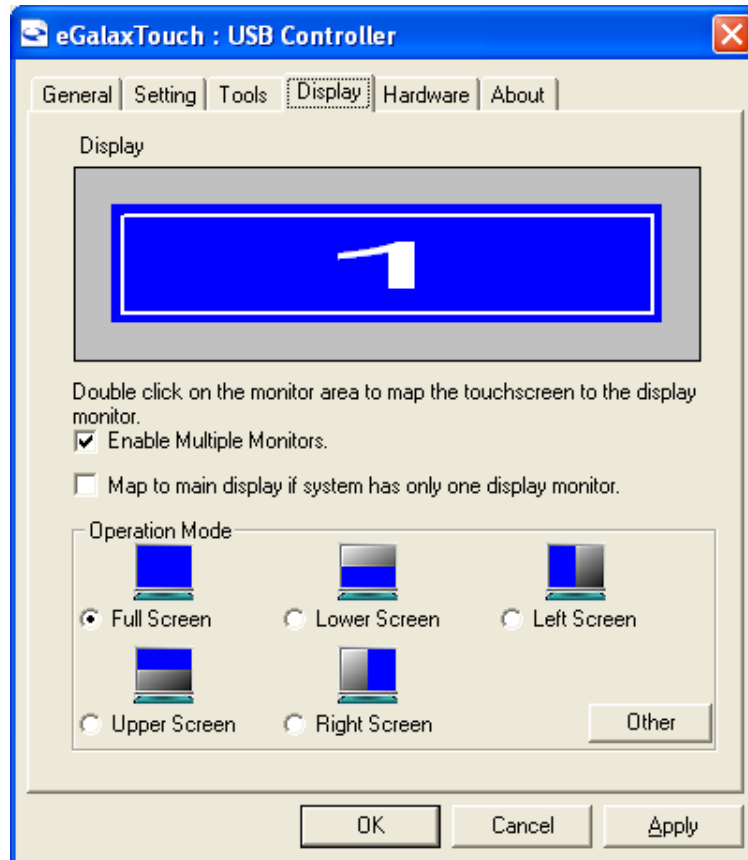 eGalaxTouch : USB Controller
General Setting Tools Display Hardware About
Display
1
Double click on the monitor area to map the touchscreen to the display
monitor.
Enable Multiple Monitors.
Map to main display if system has only one display monitor.
Operation Mode
Full Screen Lower Screen Left Screen
Upper Screen Right Screen Other
OK Cancel Apply